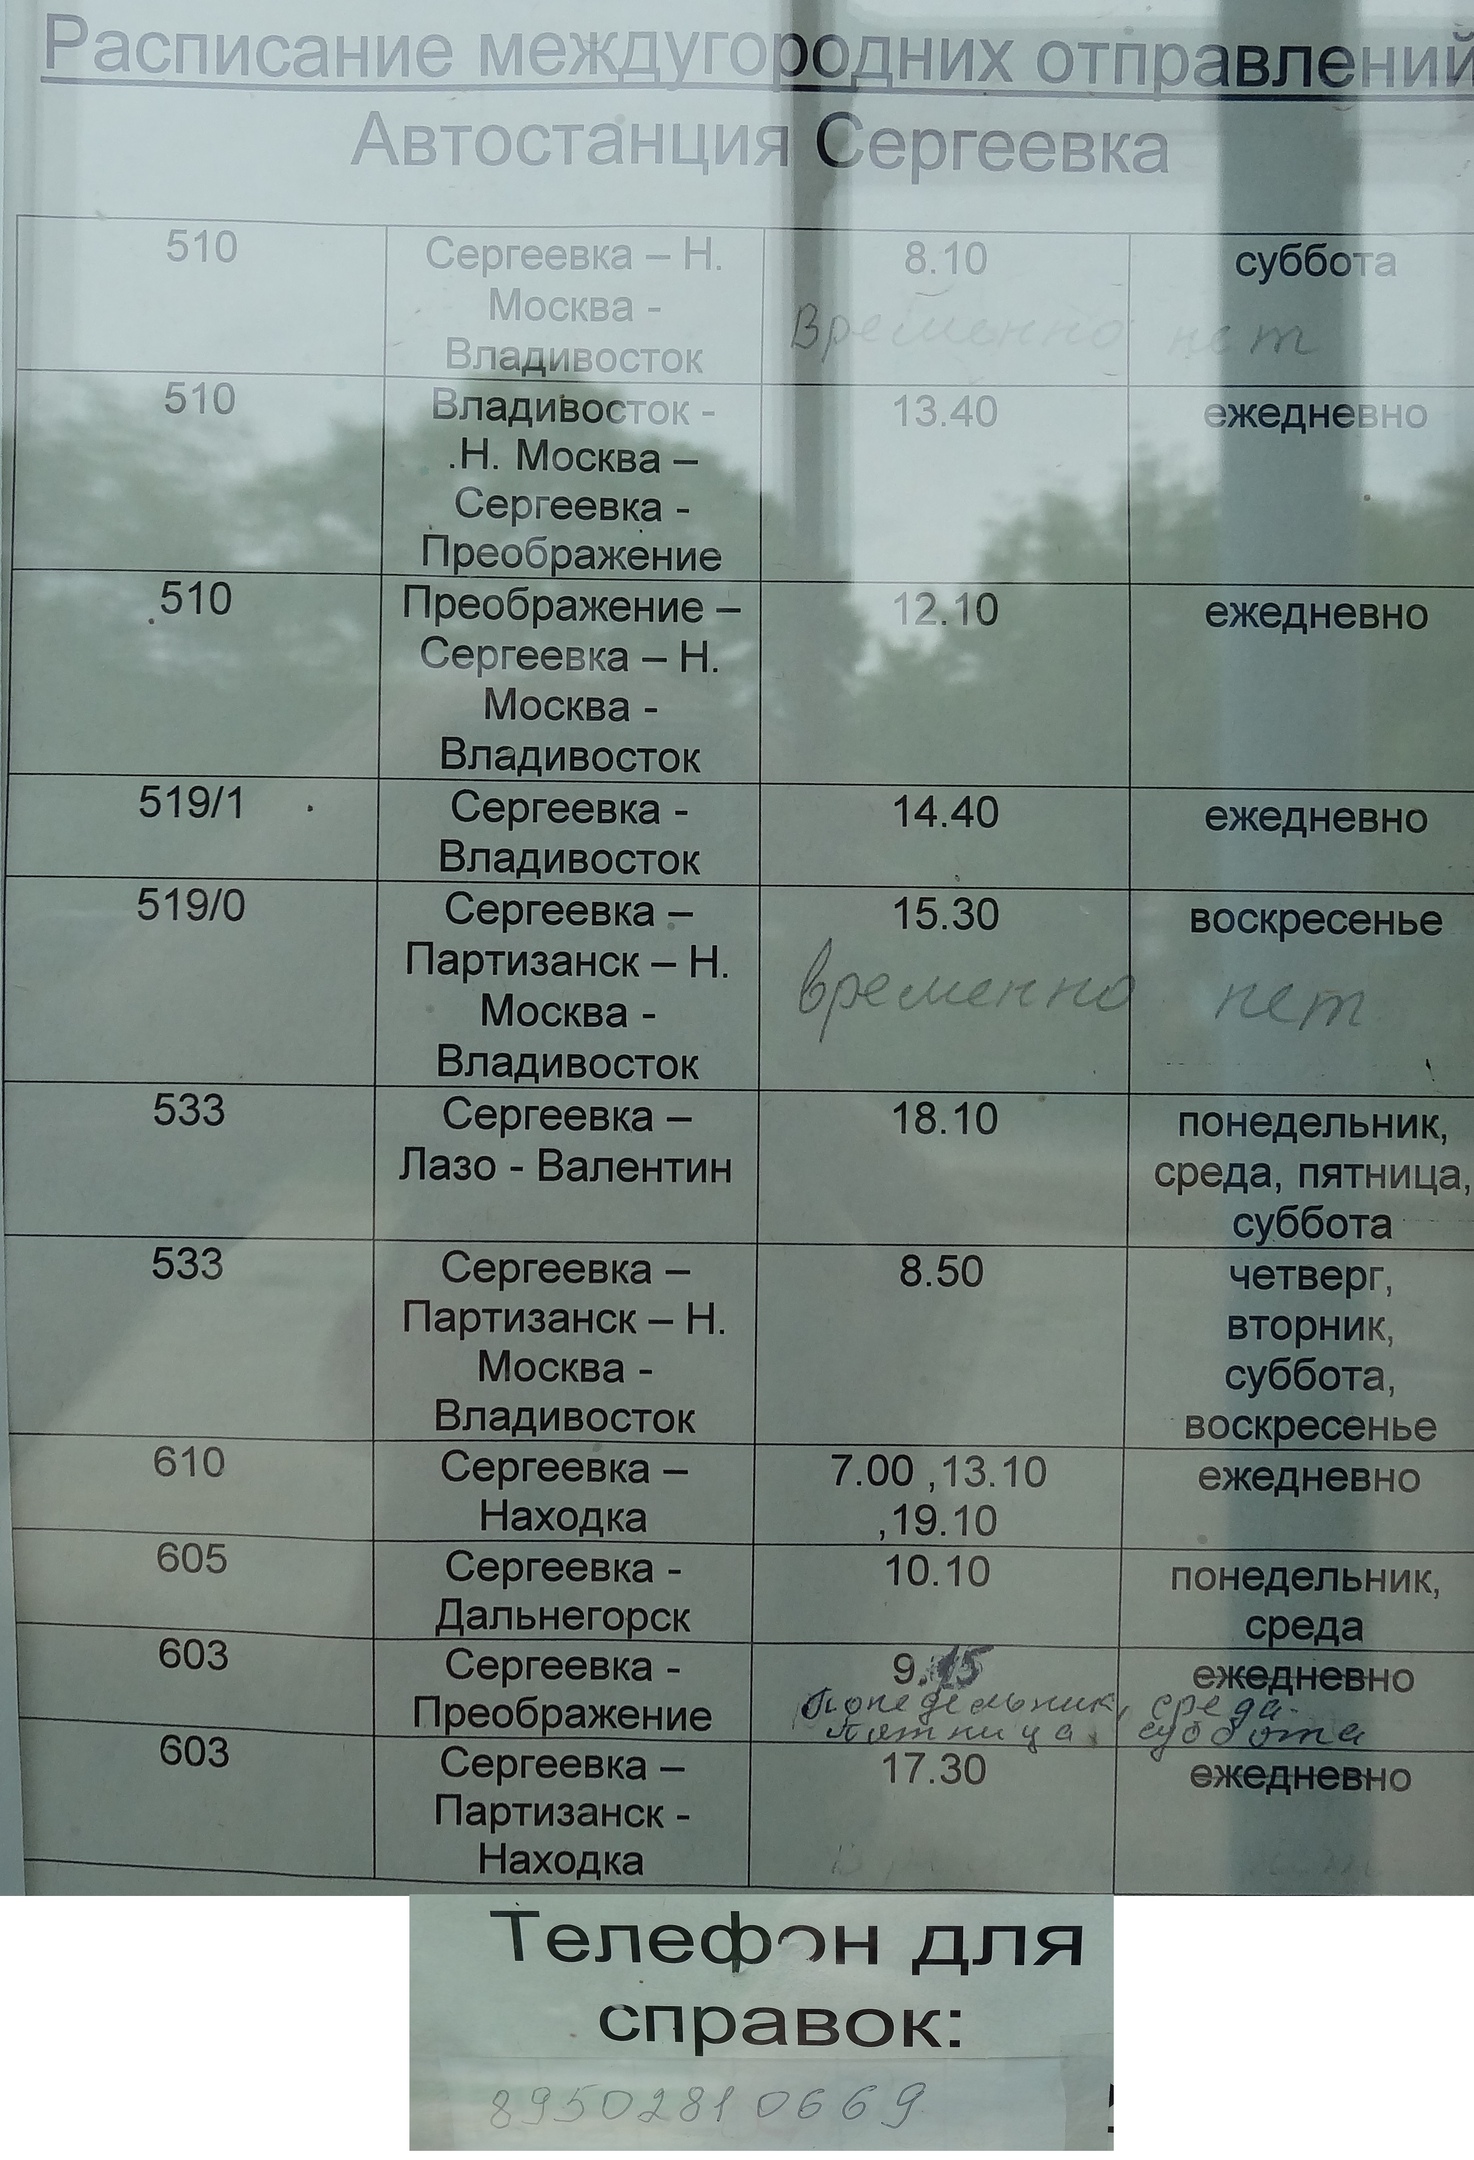 Расписание междугородних отправлений
Автостанция Сергеевка
510 Сергеевка – Н. 8.10 суббота
Москва -
Владивосток Временно нет
510 Владивосток - 13.40 ежедневно
.Н. Москва –
Сергеевка -
Преображение
510 Преображение – 12.10 ежедневно
Сергеевка – Н.
Москва -
Владивосток
519/1 Сергеевка - 14.40 ежедневно
Владивосток
519/0 Сергеевка – 15.30 воскресенье
Партизанск – Н.
Москва - временно нет
Владивосток
533 Сергеевка – 18.10 понедельник,
Лазо - Валентин среда, пятница,
суббота
533 Сергеевка – 8.50 четверг,
Партизанск – Н. вторник,
Москва - суббота,
Владивосток воскресенье
610 Сергеевка – 7.00 ,13.10 ежедневно
Находка ,19.10
605 Сергеевка - 10.10 понедельник,
Дальнегорск среда
603 Сергеевка - 9.15 ежедневно
Преображение понедельник, среда.
пятница, суббота
603 Сергеевка – 17.30 ежедневно
Партизанск -
Находка
Телефон для
справок:
89502810669